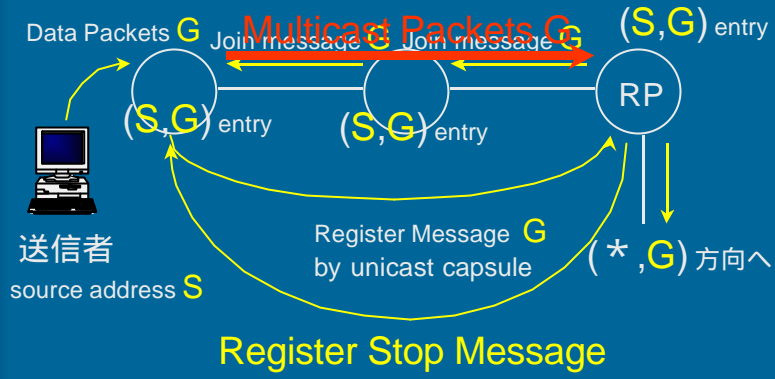 Data Packets G
Join message G
Join message G
Multicast Packets G
(S,G) entry
(S,G) entry
(S,G) entry
RP
送信者
source address S
Register Message G
by unicast capsule
(*,G) 方向へ
Register Stop Message